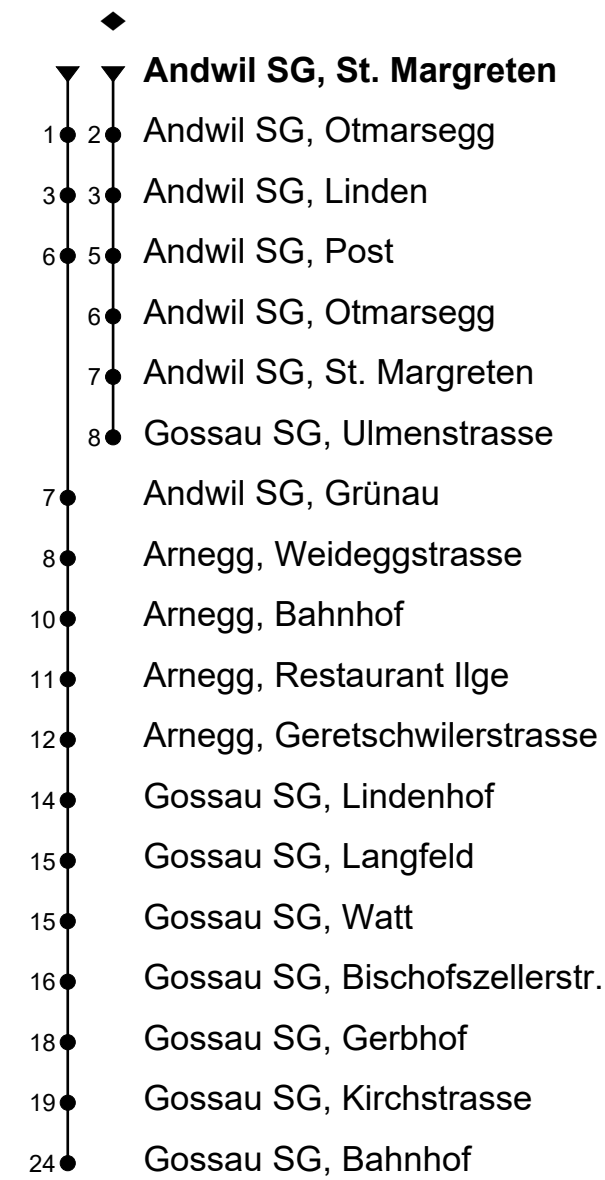 Andwil SG, St. Margreten
1 2 Andwil SG, Otmarsegg
3 3 Andwil SG, Linden
6 5 Andwil SG, Post
6 Andwil SG, Otmarsegg
7 Andwil SG, St. Margreten
8 Gossau SG, Ulmenstrasse
7 Andwil SG, Grünau
8 Arnegg, Weideggstrasse
10 Arnegg, Bahnhof
11 Arnegg, Restaurant Ilge
12 Arnegg, Geretschwilerstrasse
14 Gossau SG, Lindenhof
15 Gossau SG, Langfeld
15 Gossau SG, Watt
16 Gossau SG, Bischofszellerstr.
18 Gossau SG, Gerbhof
19 Gossau SG, Kirchstrasse
24 Gossau SG, Bahnhof